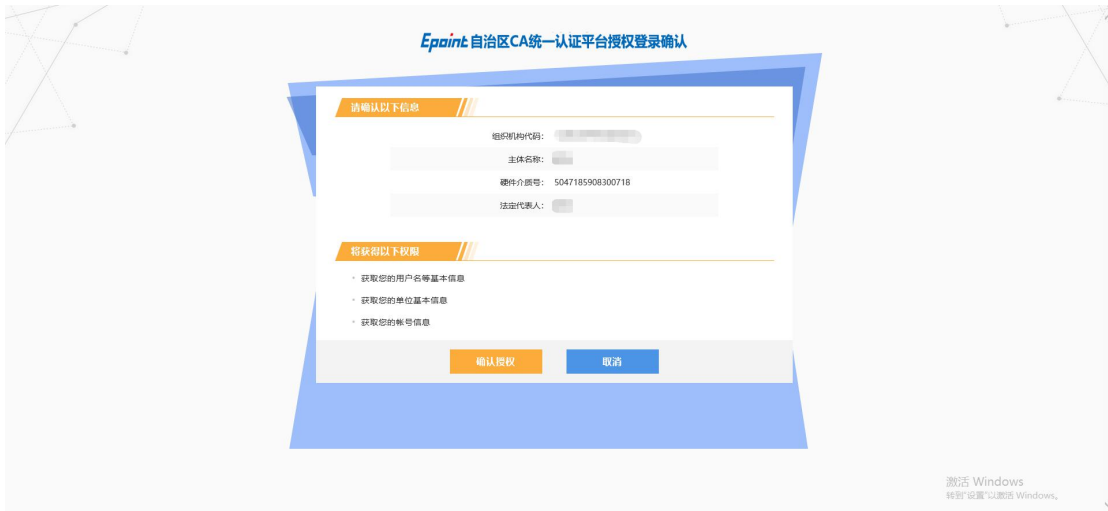 Epoint 自治区CA统一认证平台授权登录确认
请确认以下信息
组织机构代码：
主体名称：
硬件介质号： 5047185908300718
法定代表人：
将获得以下权限
获取您的用户名等基本信息
获取您的单位基本信息
获取您的帐号信息
确认授权 取消
激活 Windows
转到"设置"以激活 Windows。